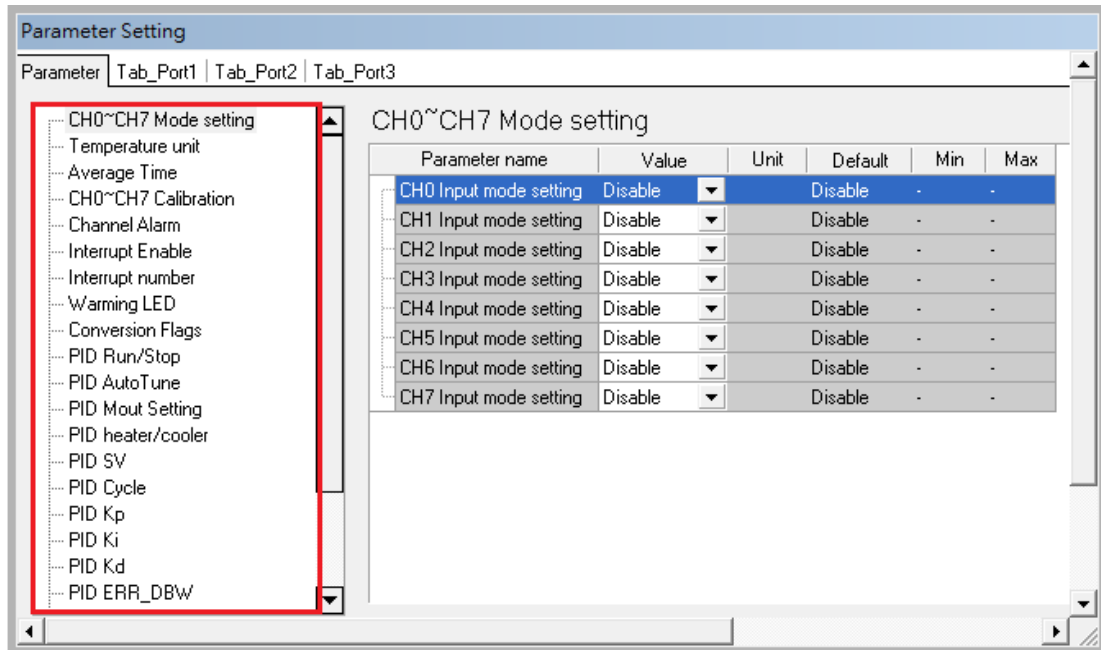 Parameter Setting
Parameter Tab_Port1 Tab_Port2 Tab_Port3
CH0~CH7 Mode setting
Temperature unit
Average Time
CH0~CH7 Calibration
Channel Alarm
Interrupt Enable
Interrupt number
Warming LED
Conversion Flags
PID Run/Stop
PID AutoTune
PID Mout Setting
PID heater/cooler
PID SV
PID Cycle
PID Kp
PID Ki
PID Kd
PID ERR_DBW
CH0~CH7 Mode setting
Parameter name Value Unit Default Min Max
CH0 Input mode setting Disable Disable - -
CH1 Input mode setting Disable Disable - -
CH2 Input mode setting Disable Disable - -
CH3 Input mode setting Disable Disable - -
CH4 Input mode setting Disable Disable - -
CH5 Input mode setting Disable Disable - -
CH6 Input mode setting Disable Disable - -
CH7 Input mode setting Disable Disable - -